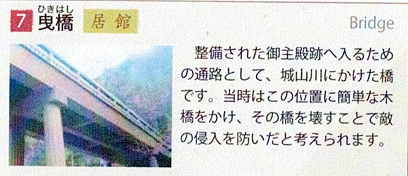 ひきはし
7 曳橋 居館 Bridge
整備された御主殿跡へ入るため
の通路として、城山川にかけた橋
です。当時はこの位置に簡単な木
橋をかけ、その橋を壊すことで敵
の侵入を防いだと考えられます。